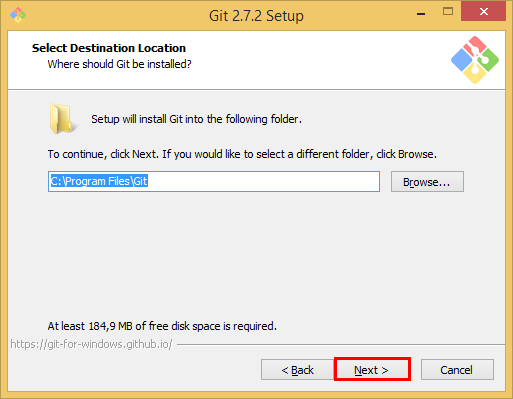 Git 2.7.2 Setup
Select Destination Location
Where should Git be installed?
Setup will install Git into the following folder.
To continue, click Next. If you would like to select a different folder, click Browse.
C:\Program Files\Git
Browse...
At least 184,9 MB of free disk space is required.
https://git-for-windows.github.io/
< Back
Next >
Cancel